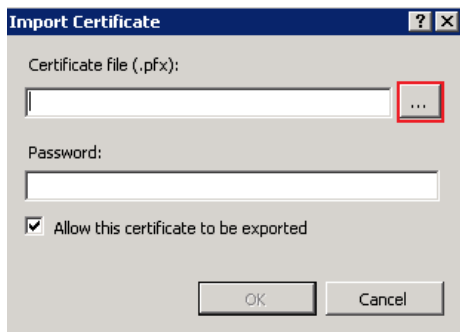 Import Certificate
Certificate file (.pfx):
...
Password:
Allow this certificate to be exported
OK
Cancel